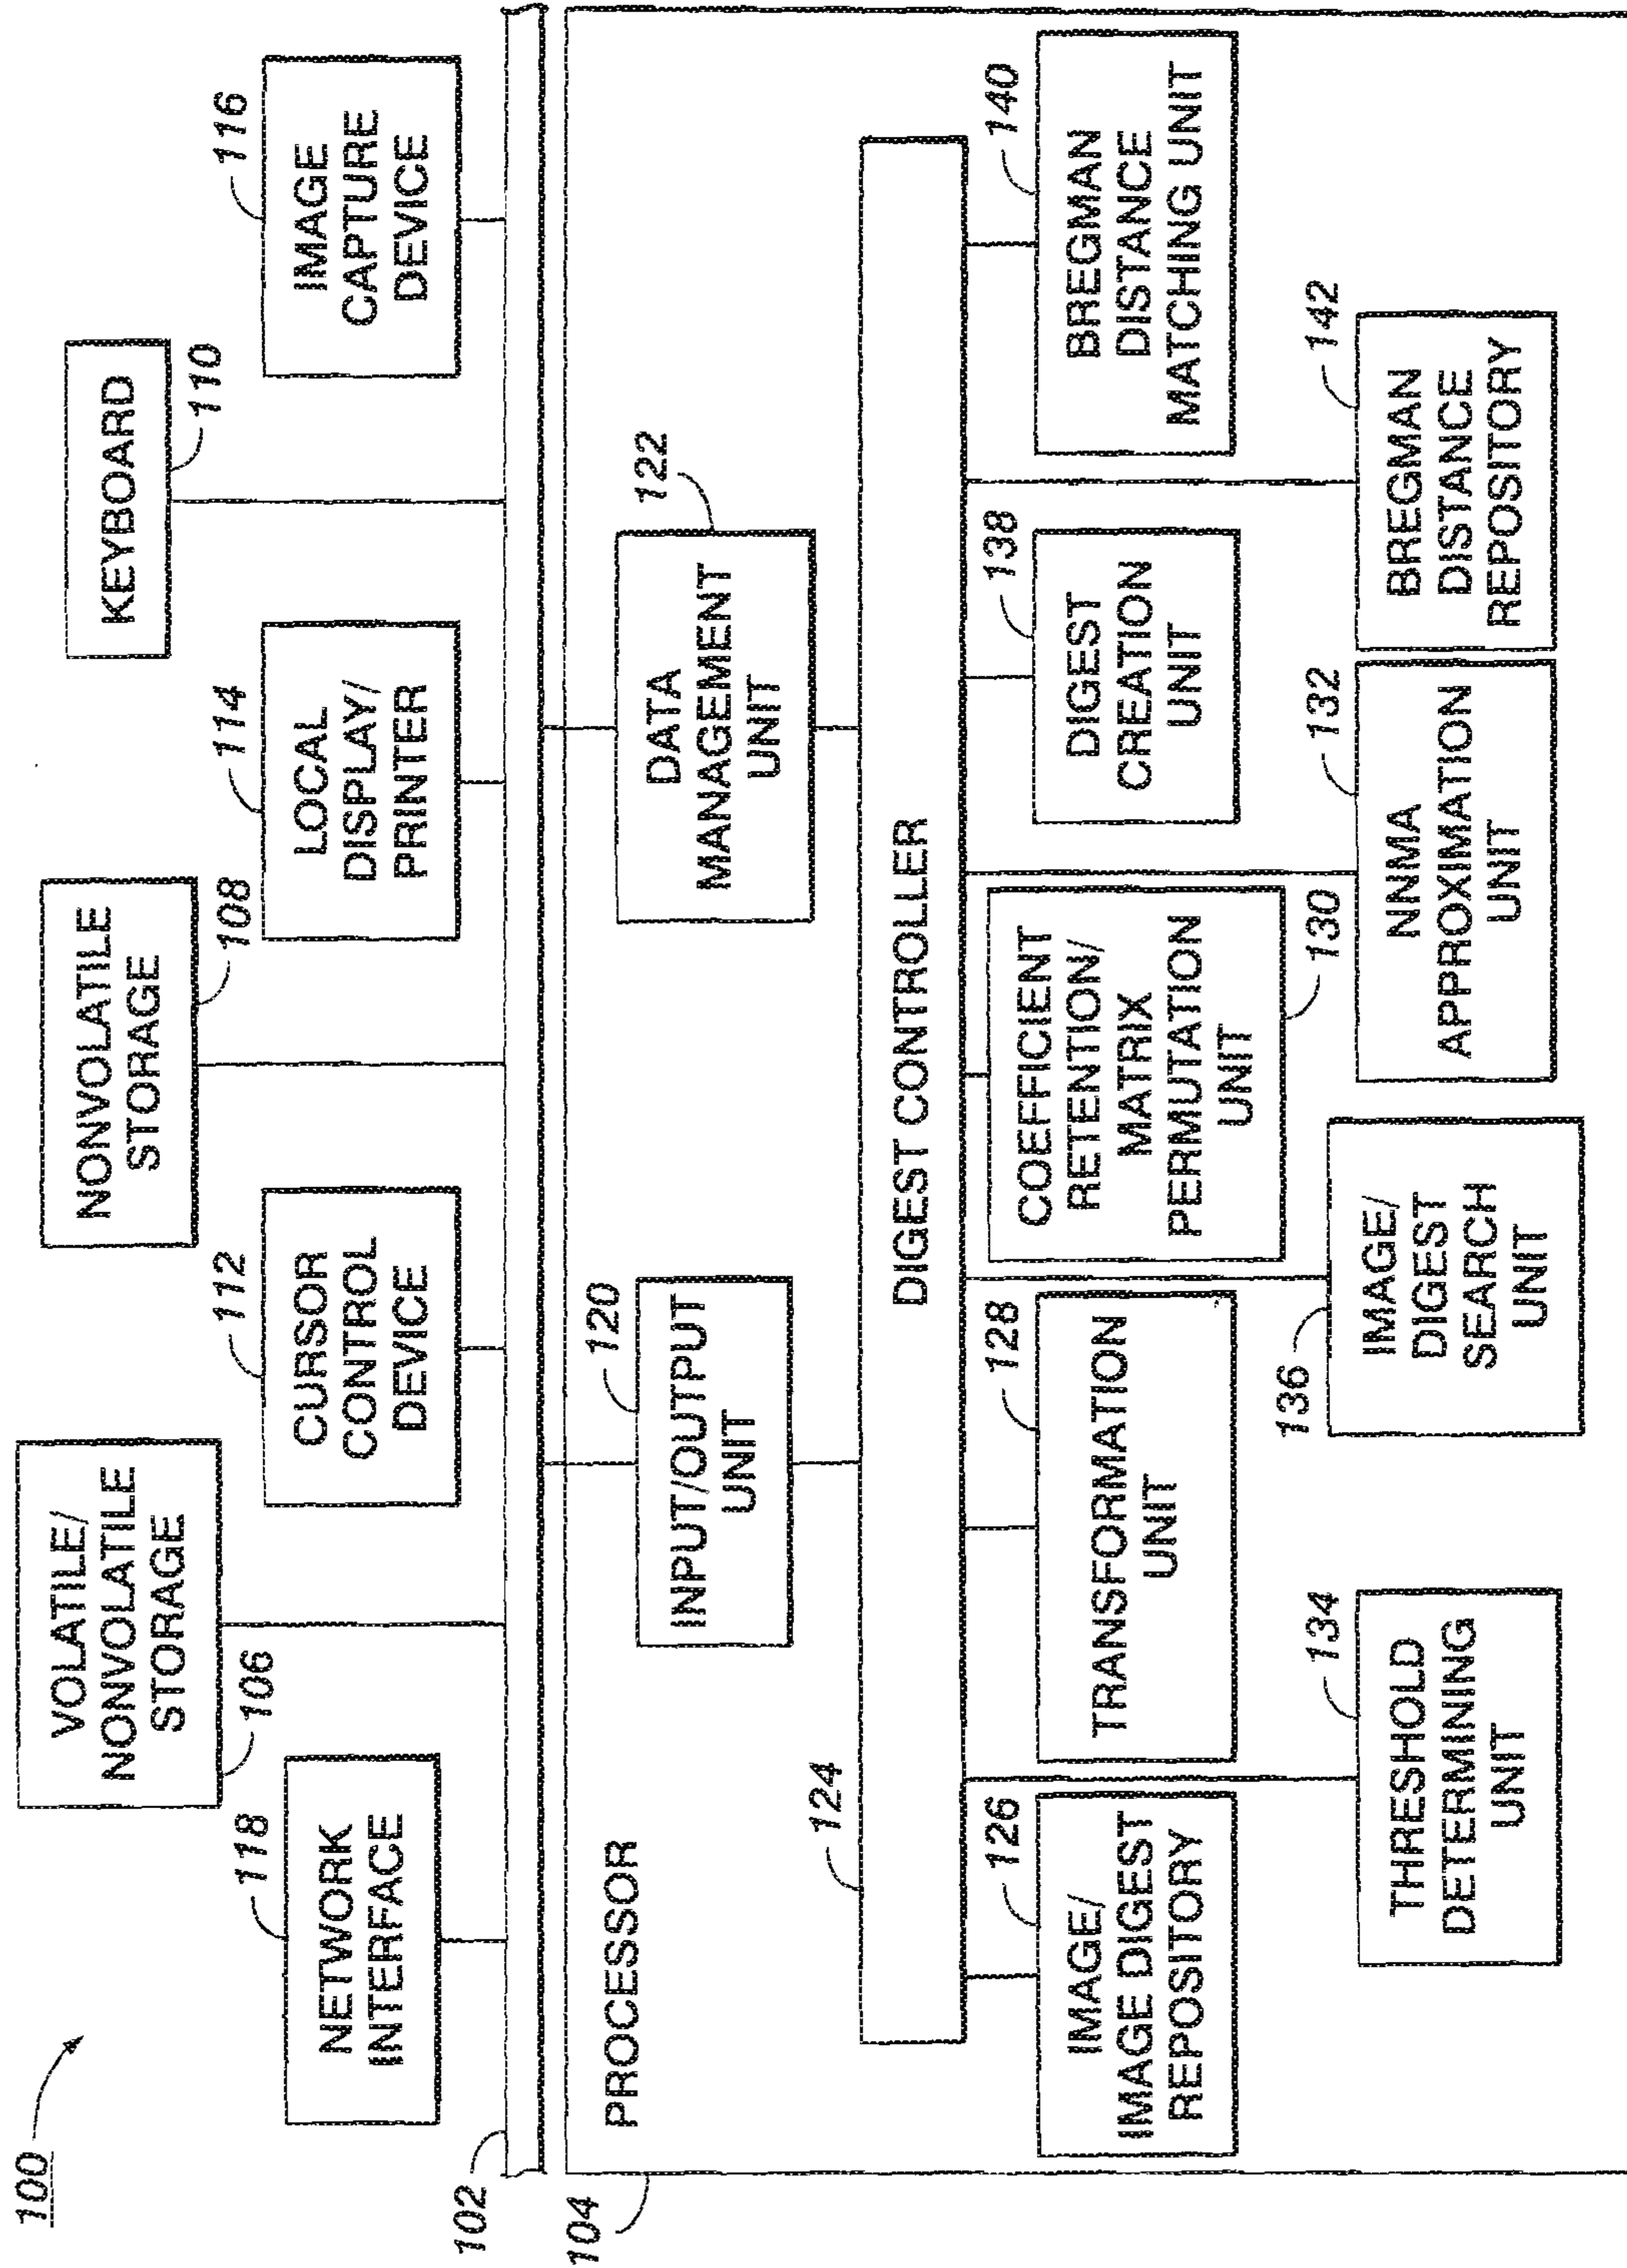 100
VOLATILE/
NONVOLATILE
STORAGE
106
NONVOLATILE
STORAGE
108
KEYBOARD
110
118
NETWORK
INTERFACE
112
CURSOR
CONTROL
DEVICE
114
LOCAL
DISPLAY/
PRINTER
116
IMAGE
CAPTURE
DEVICE
102
104
PROCESSOR
120
INPUT/OUTPUT
UNIT
122
DATA
MANAGEMENT
UNIT
124
DIGEST CONTROLLER
126
IMAGE/
IMAGE DIGEST
REPOSITORY
128
TRANSFORMATION
UNIT
COEFFICIENT
RETENTION/
MATRIX
PERMUTATION
UNIT
130
138
DIGEST
CREATION
UNIT
140
BREGMAN
DISTANCE
MATCHING UNIT
134
THRESHOLD
DETERMINING
UNIT
136
IMAGE/
DIGEST
SEARCH
UNIT
132
NNMA
APPROXIMATION
UNIT
142
BREGMAN
DISTANCE
REPOSITORY